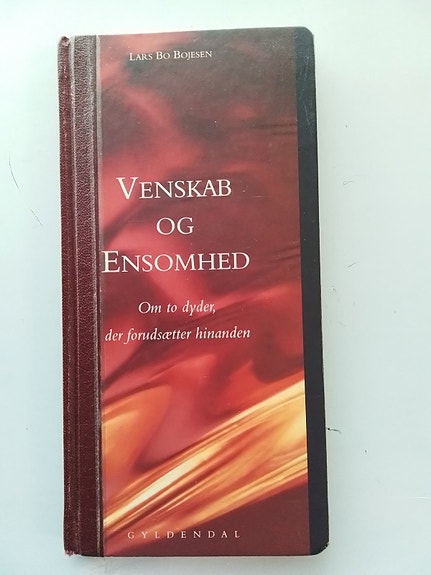 LARS BO BOJESEN
VENSKAB
OG
ENSOMHED
Om to dyder,
der forudsætter hinanden
GYLDENDAL